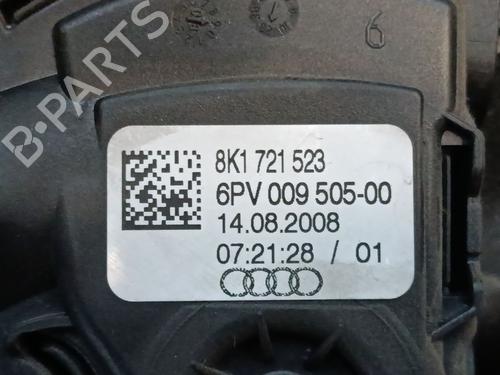 6
B-PARTS
8K1 721 523
6PV 009 505-00
14.08.2008
07:21:28 / 01